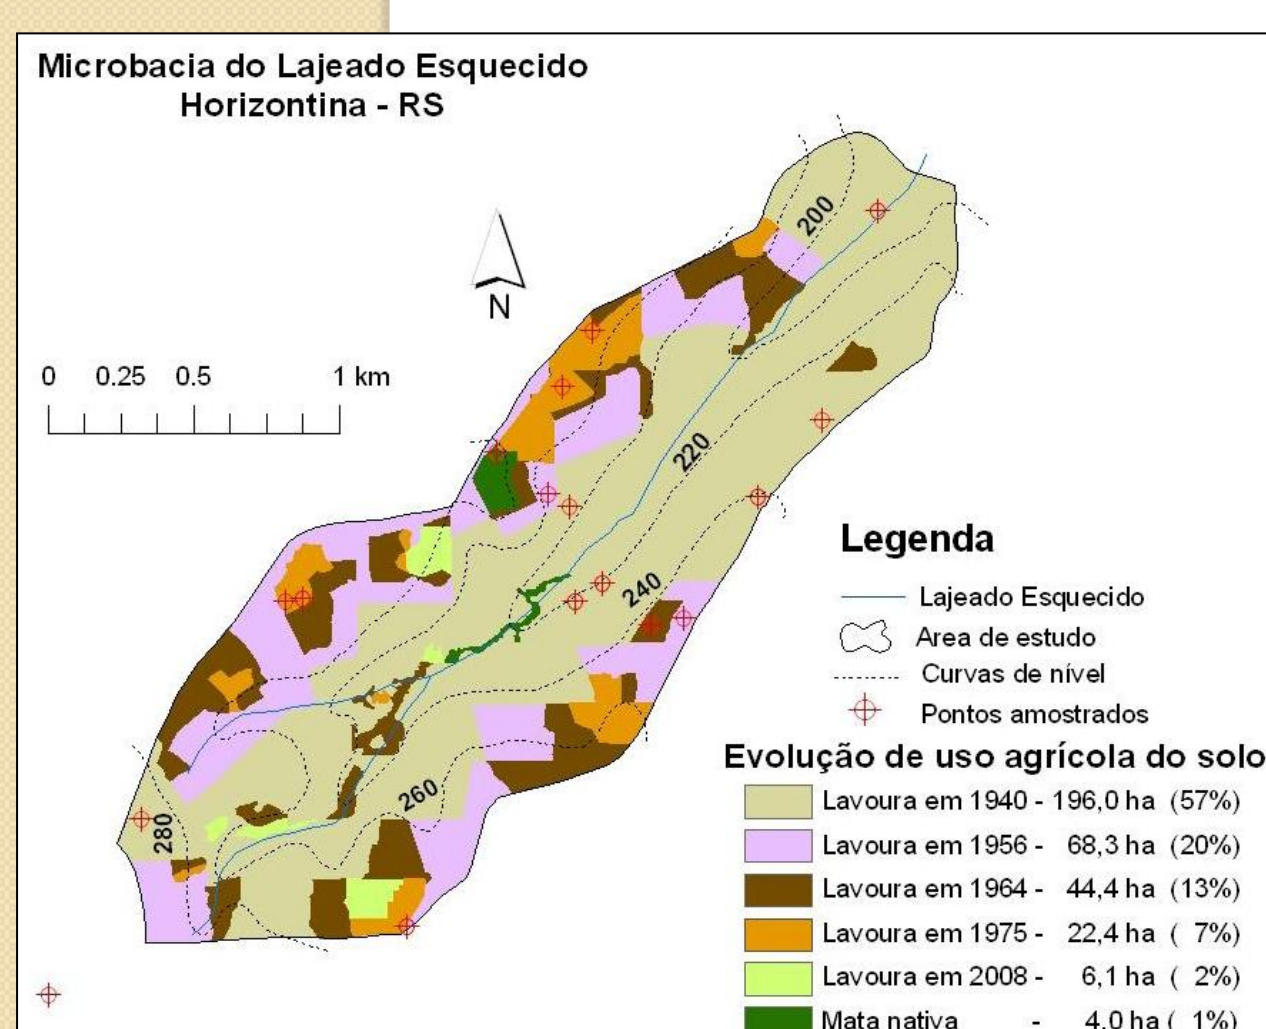 Microbacia do Lajeado Esquecido
Horizontina - RS
N
0 0.25 0.5 1 km
200
220
240
260
280
Legenda
Lajeado Esquecido
Area de estudo
Curvas de nível
Pontos amostrados
Evolução de uso agrícola do solo
Lavoura em 1940 - 196,0 ha (57%)
Lavoura em 1956 - 68,3 ha (20%)
Lavoura em 1964 - 44,4 ha (13%)
Lavoura em 1975 - 22,4 ha ( 7%)
Lavoura em 2008 - 6,1 ha ( 2%)
Mata nativa - 4,0 ha ( 1%)